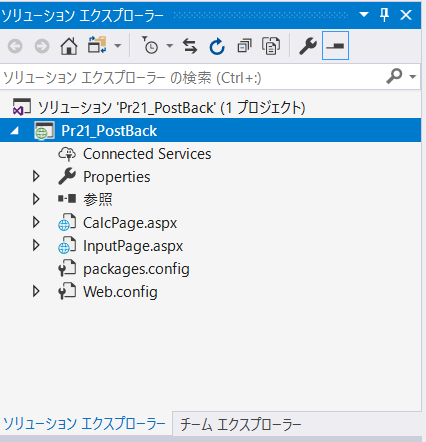 ソリューション エクスプローラー
ソリューション エクスプローラー の検索 (Ctrl+:)
ソリューション 'Pr21_PostBack' (1 プロジェクト)
Pr21_PostBack
Connected Services
Properties
参照
CalcPage.aspx
InputPage.aspx
packages.config
Web.config
ソリューション エクスプローラー チーム エクスプローラー